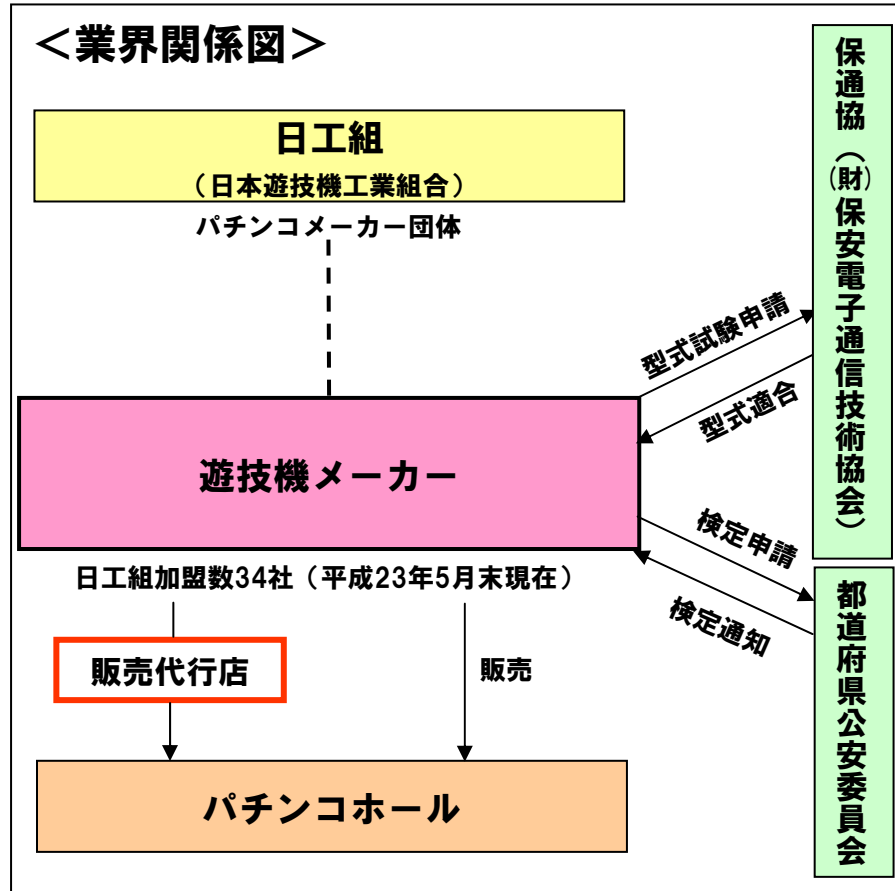 ＜業界関係図＞
日工組
（日本遊技機工業組合）
パチンコメーカー団体
遊技機メーカー
日工組加盟数34社（平成23年5月末現在）
販売代行店
販売
パチンコホール
型式試験申請
型式適合
検定申請
検定通知
保通協（(財)保安電子通信技術協会）
都道府県公安委員会